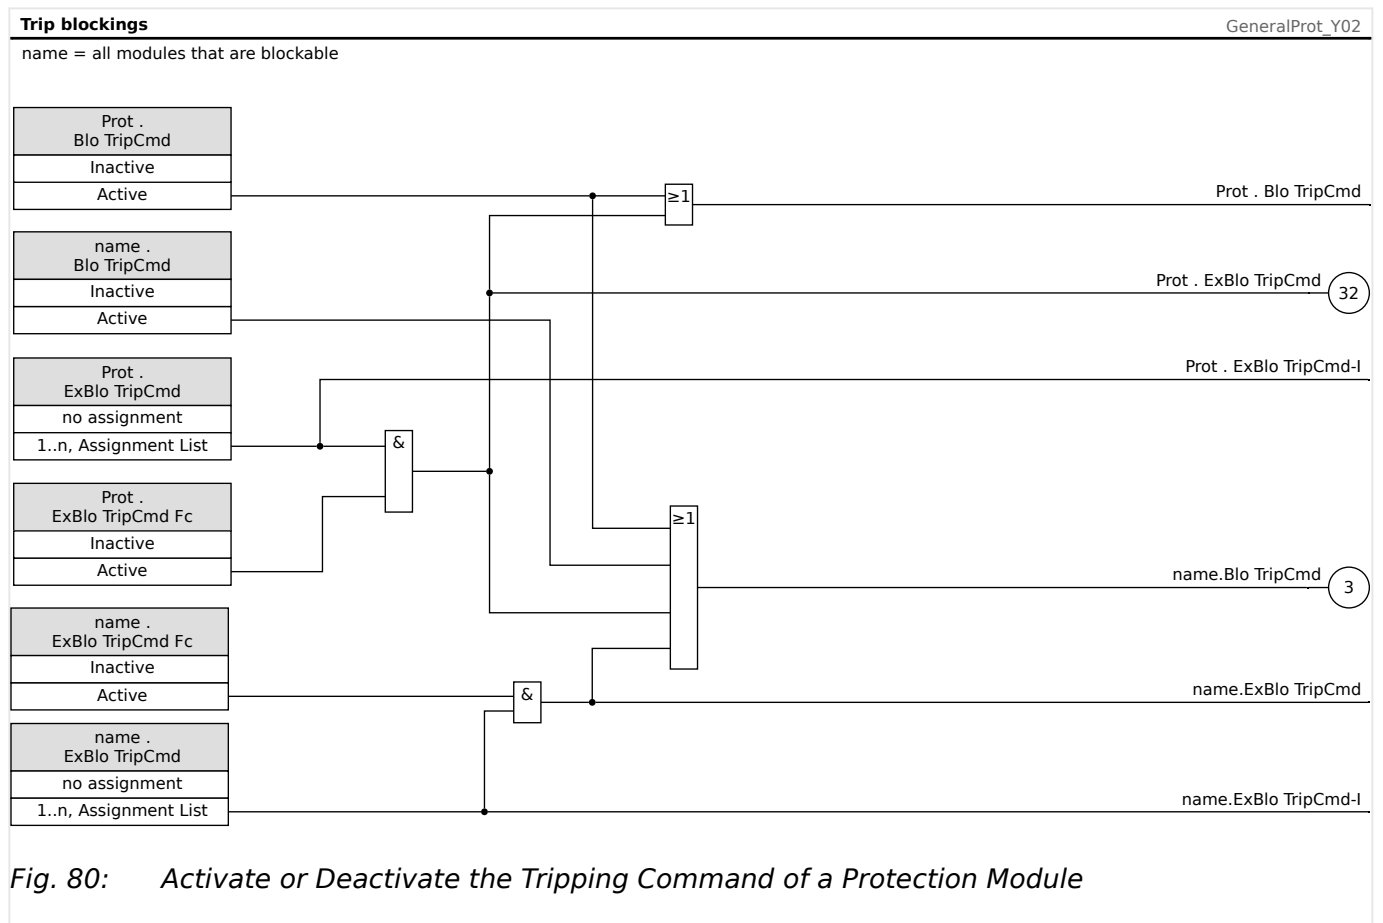 Trip blockings
GeneralProt_Y02
name = all modules that are blockable
Prot .
Blo TripCmd
Inactive
Active
≥1
Prot . Blo TripCmd
name .
Blo TripCmd
Inactive
Active
Prot . ExBlo TripCmd
32
Prot .
ExBlo TripCmd
no assignment
1..n, Assignment List
&
Prot . ExBlo TripCmd-I
Prot .
ExBlo TripCmd Fc
Inactive
Active
≥1
name.Blo TripCmd
3
name .
ExBlo TripCmd Fc
Inactive
Active
&
name.ExBlo TripCmd
name .
ExBlo TripCmd
no assignment
1..n, Assignment List
name.ExBlo TripCmd-I
Fig. 80: Activate or Deactivate the Tripping Command of a Protection Module